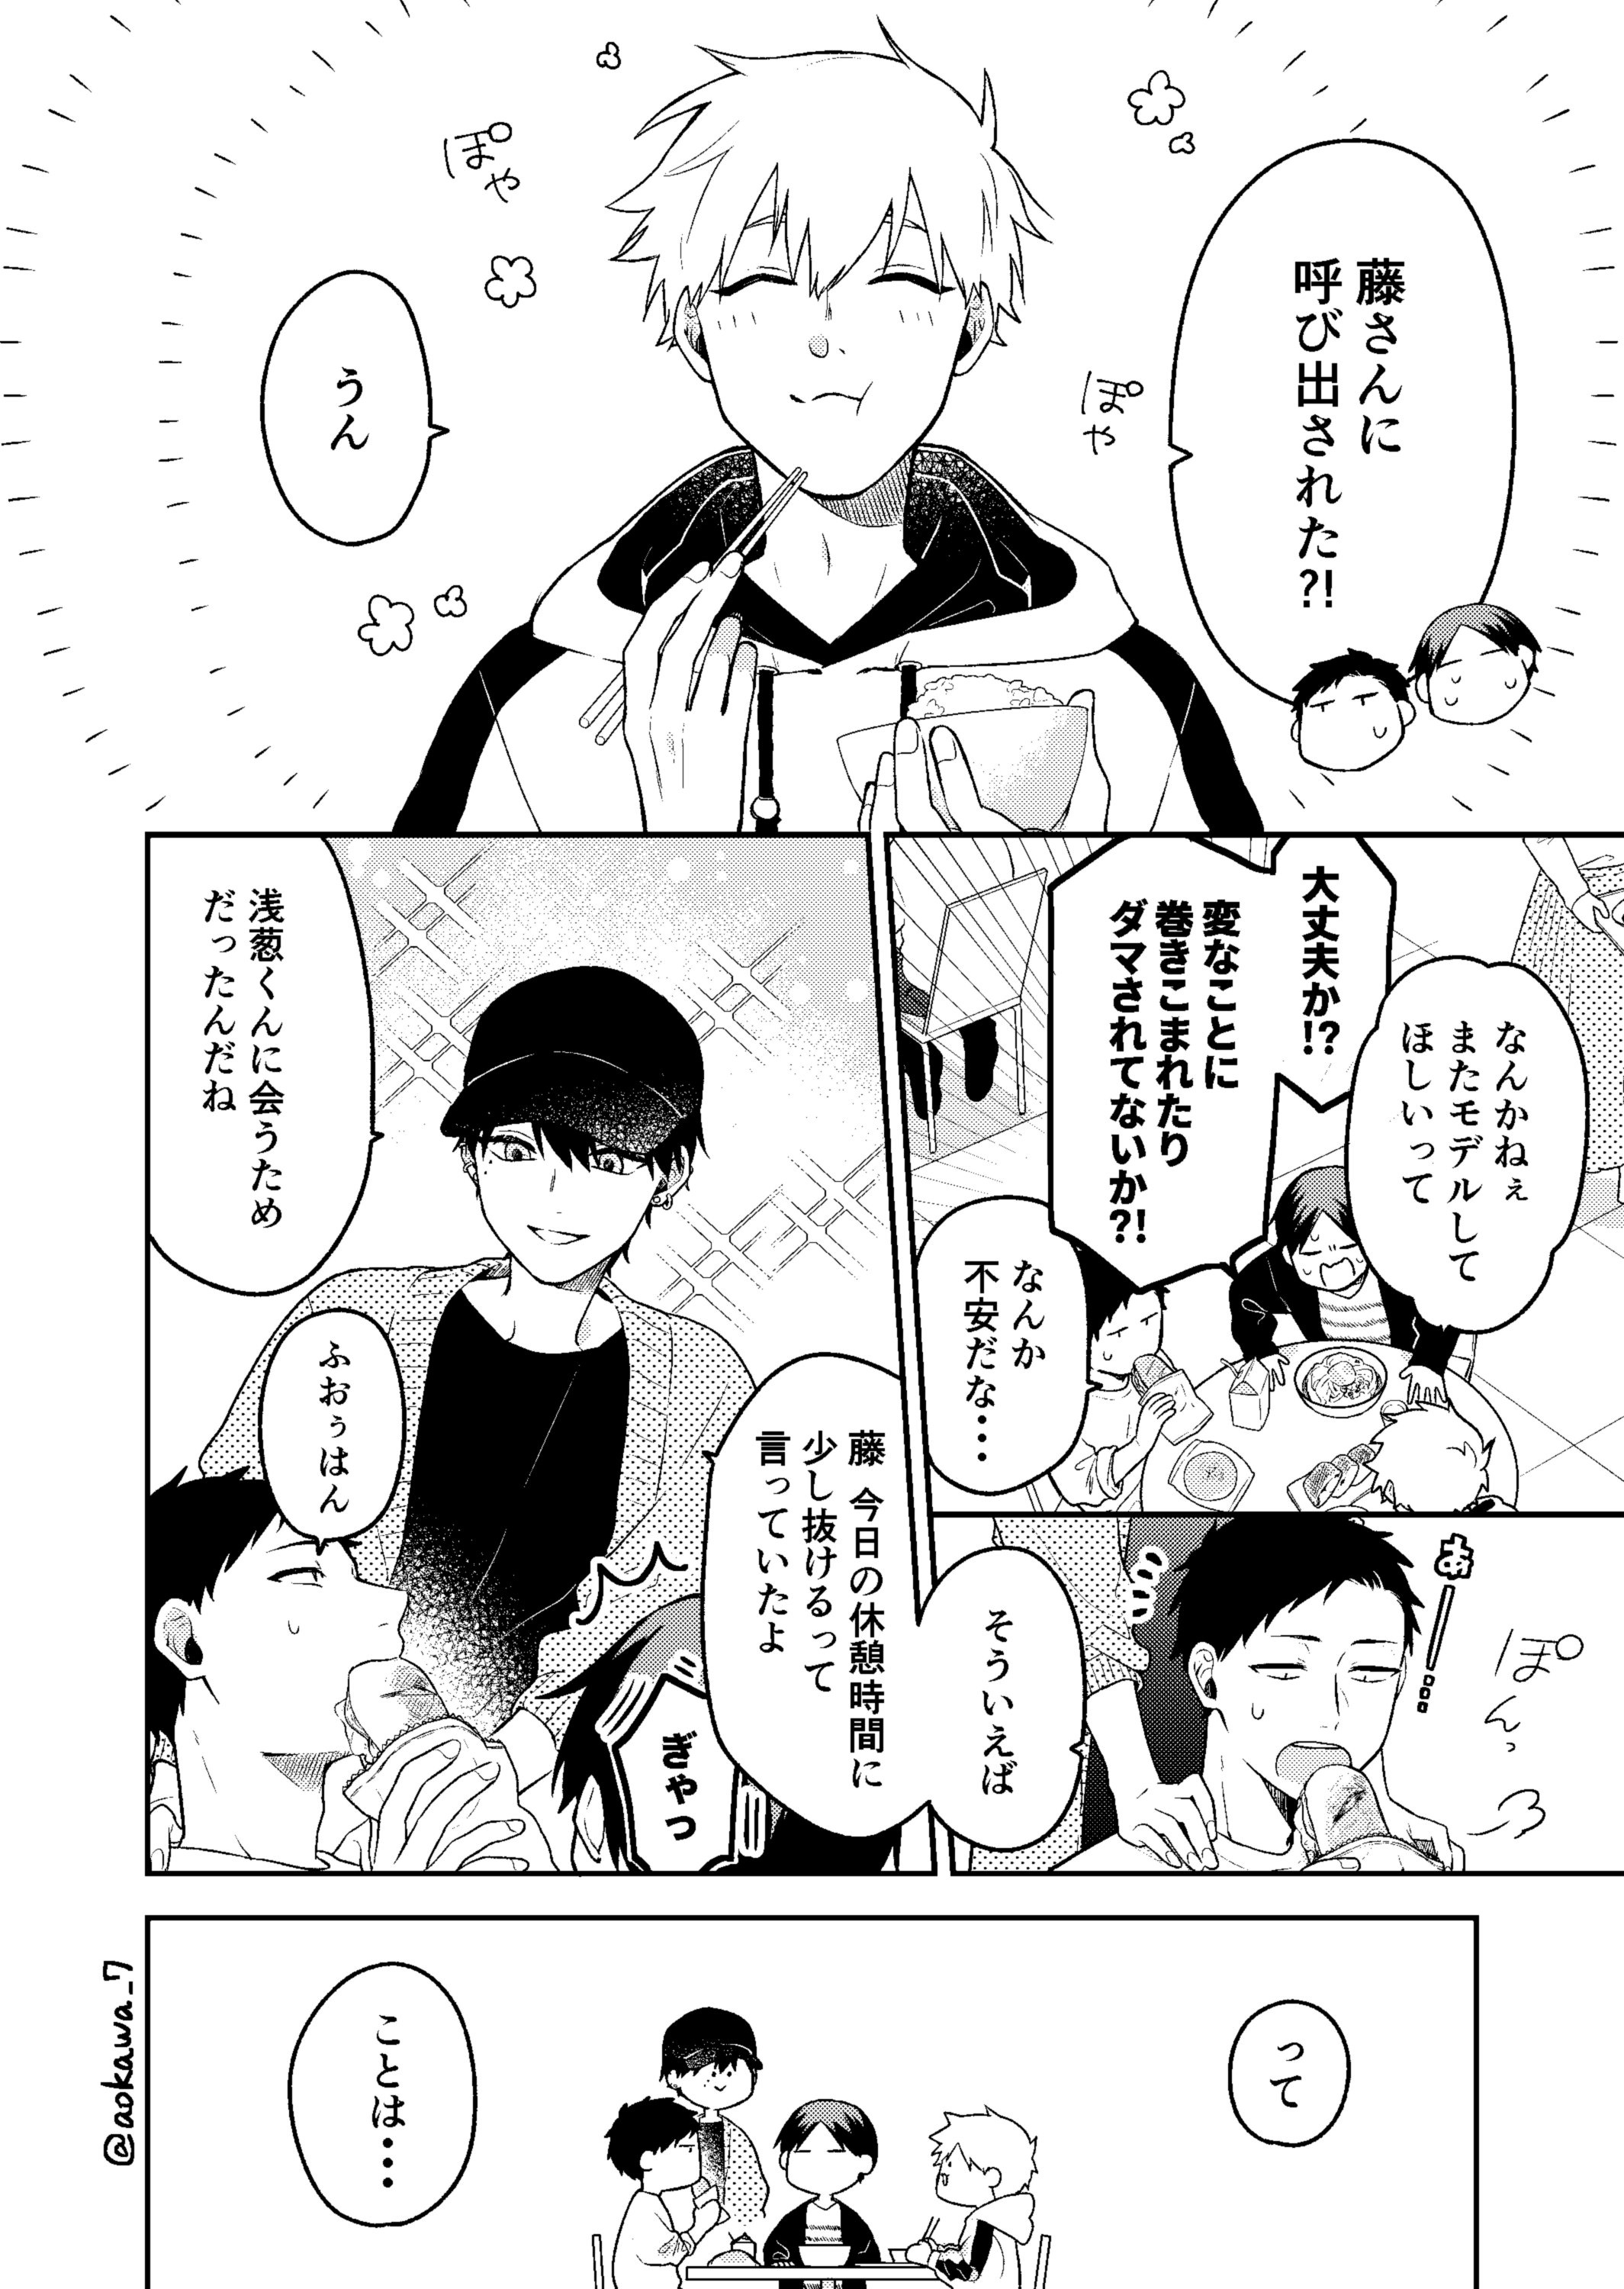 藤さんに
呼び出された?!
ぽや
ぽや
うん
なんかねぇ
またモデルして
ほしいって
大丈夫か!?
変なことに
巻きこまれたり
ダマされてないか?!
なんか
不安だな・・・・
あーー…
ぽんっ
そういえば
藤 今日の休憩時間に
少し抜けるって
言っていたよ
ぎゃっ
浅葱くんに会うため
だったんだね
ふおぅはん
って
ことは・・・・
@aokawa_7